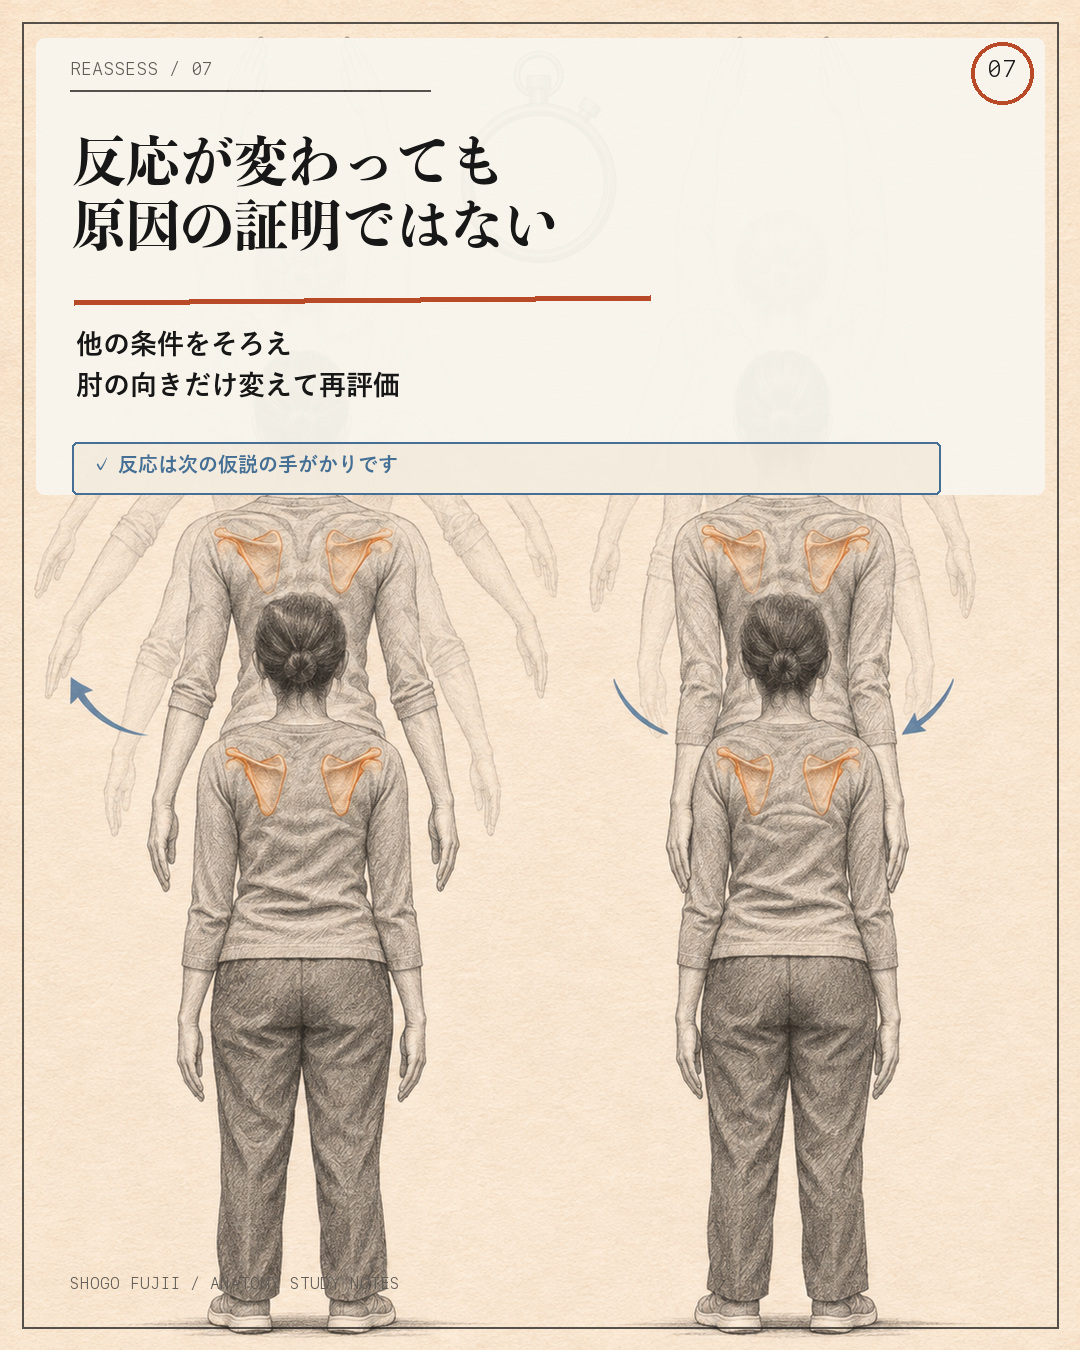 REASSESS / 07
07
反応が変わっても
原因の証明ではない
他の条件をそろえ
肘の向きだけ変えて再評価
✓ 反応は次の仮説の手がかりです
SHOGO FUJII / ANATOMY STUDY NOTES